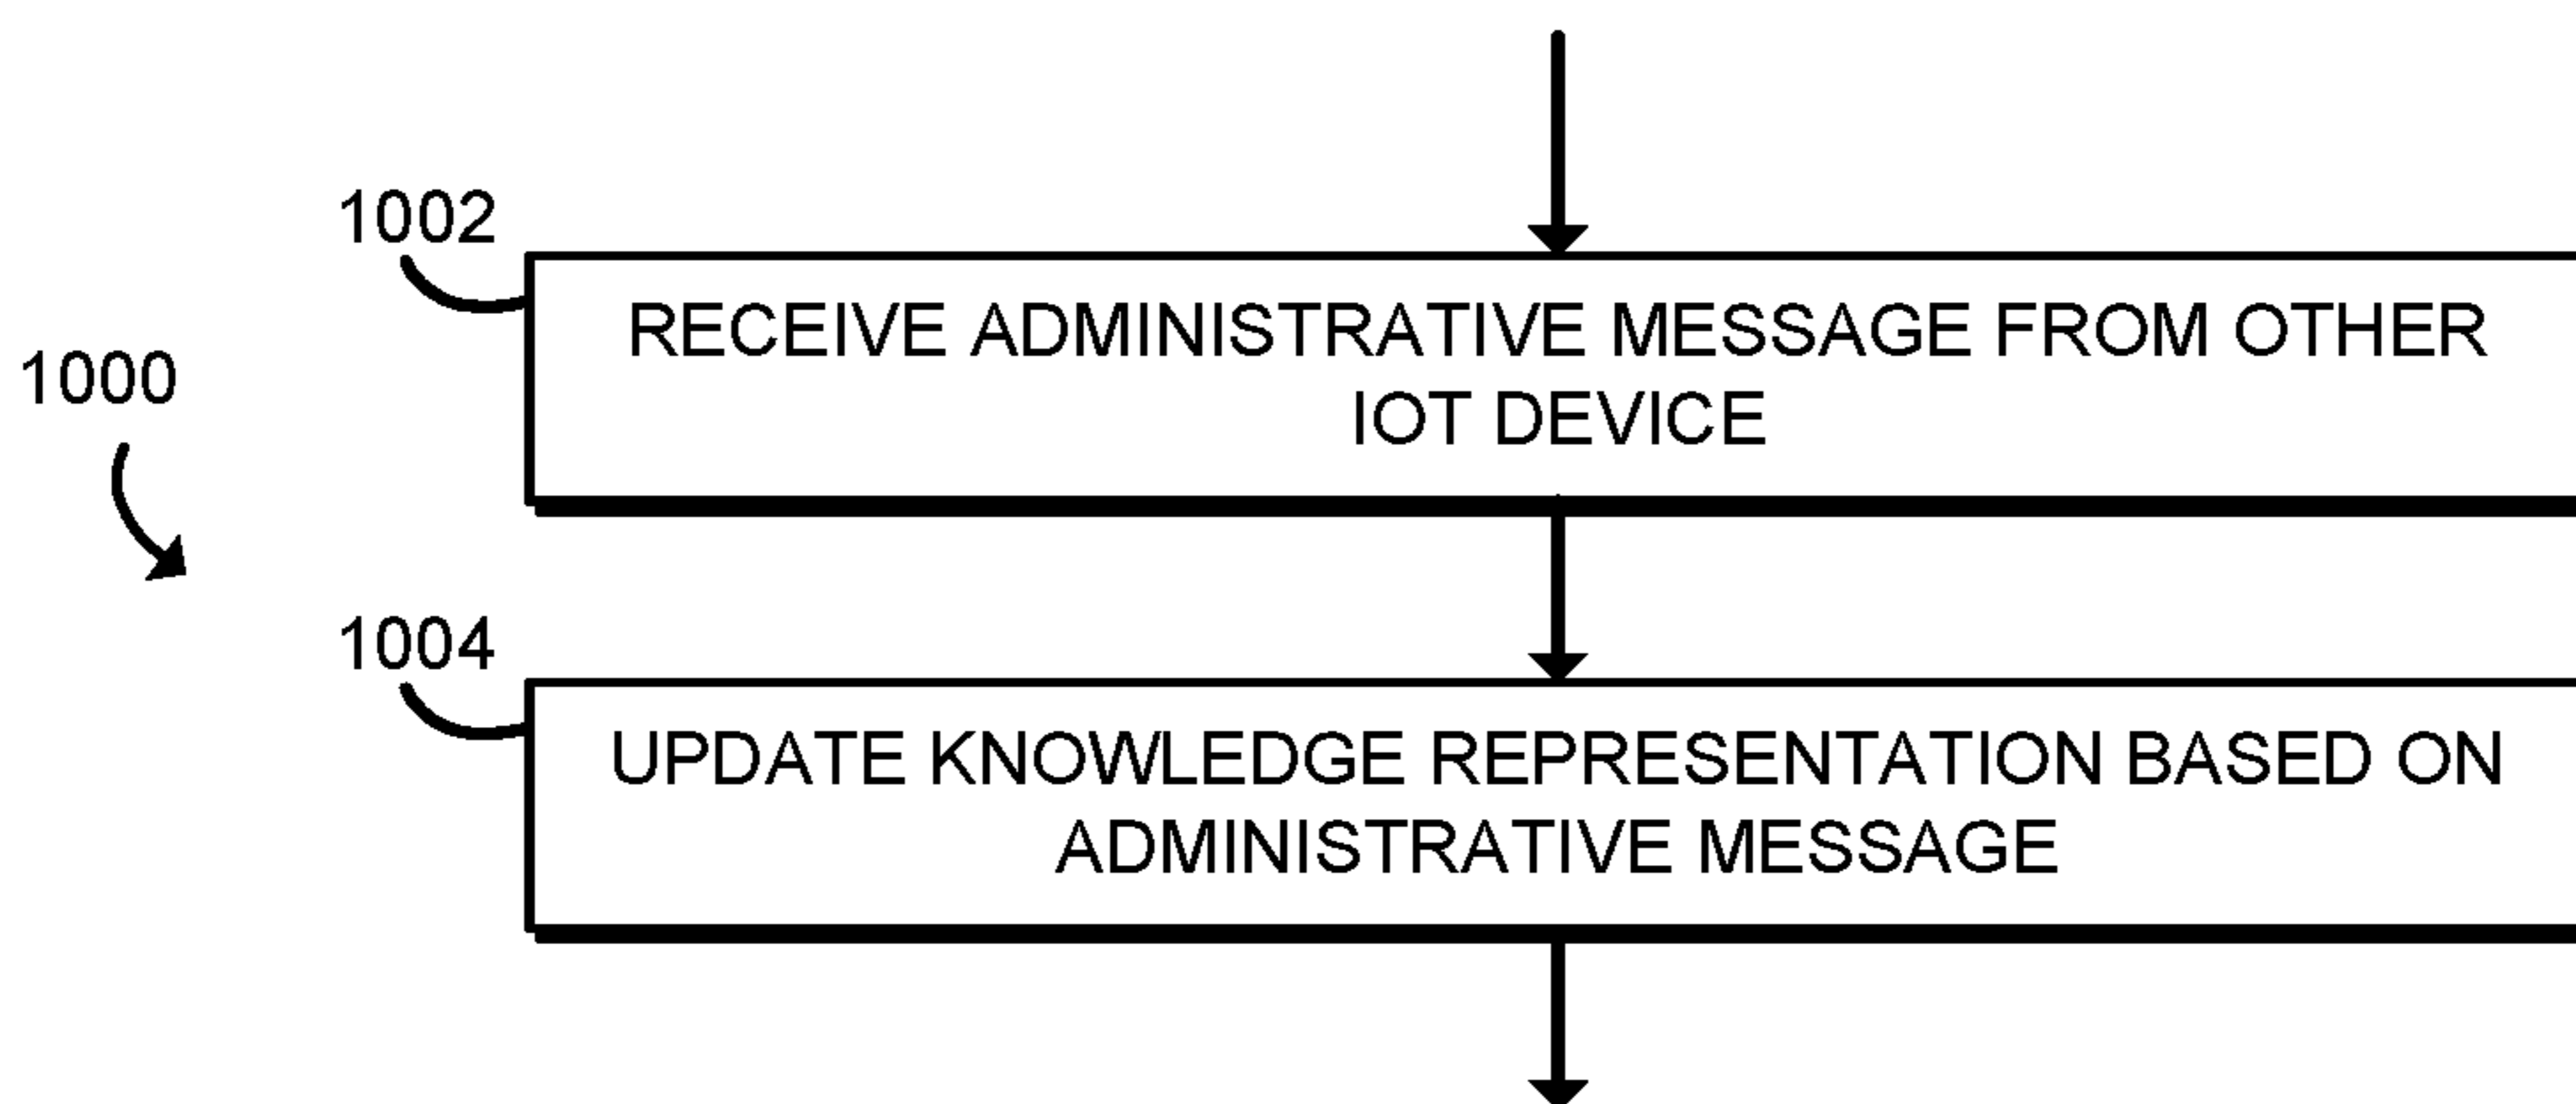 1002
RECEIVE ADMINISTRATIVE MESSAGE FROM OTHER
IOT DEVICE
1000
1004
UPDATE KNOWLEDGE REPRESENTATION BASED ON
ADMINISTRATIVE MESSAGE